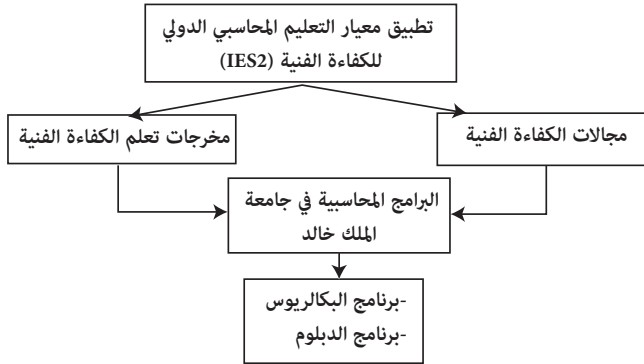 تطبيق معيار التعليم المحاسبي الدولي
للكفاءة الفنية (IES2)
مجالات الكفاءة الفنية
مخرجات تعلم الكفاءة الفنية
البرامج المحاسبية في جامعة
الملك خالد
-برنامج البكالريوس
-برنامج الدبلوم